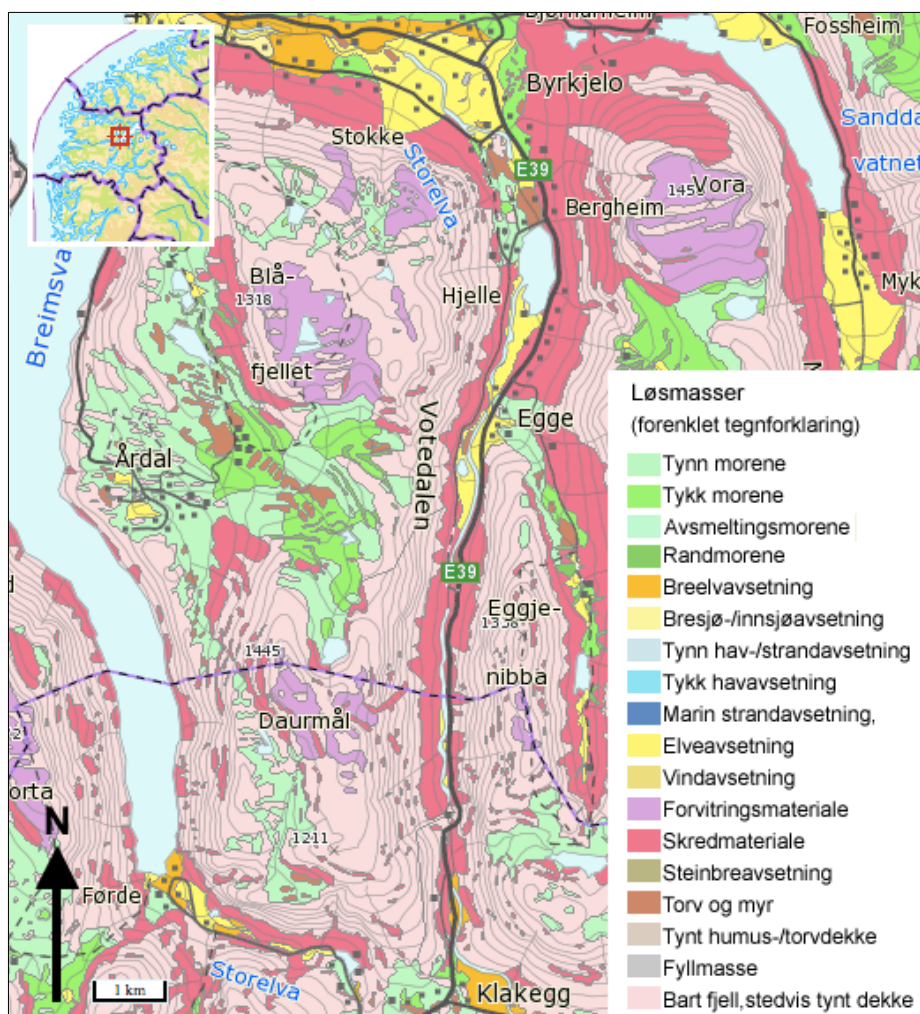 Fossheim
Byrkjelo
Stokke
Storelva
E39
Vora
Bergheim
Blå-
1318
Hjelle
Breimsva
fjellet
Votedalen
Egge
Årdal
E39
Eggje-
1445
nibba
Daurmål
orta
1211
N
Førde
1 km
Storelva
Klakegg
Sandda
vatnet
Myk
Løsmasser
(forenklet tegnforklaring)
Tynn morene
Tykk morene
Avsmeltingsmorene
Randmorene
Breelvavsetning
Bresjø-/innsjøavsetning
Tynn hav-/strandavsetning
Tykk havavsetning
Marin strandavsetning,
Elveavsetning
Vindavsetning
Forvitringsmateriale
Skredmateriale
Steinbreavsetning
Torv og myr
Tynt humus-/torvdekke
Fyllmasse
Bart fjell,stedvis tynt dekke